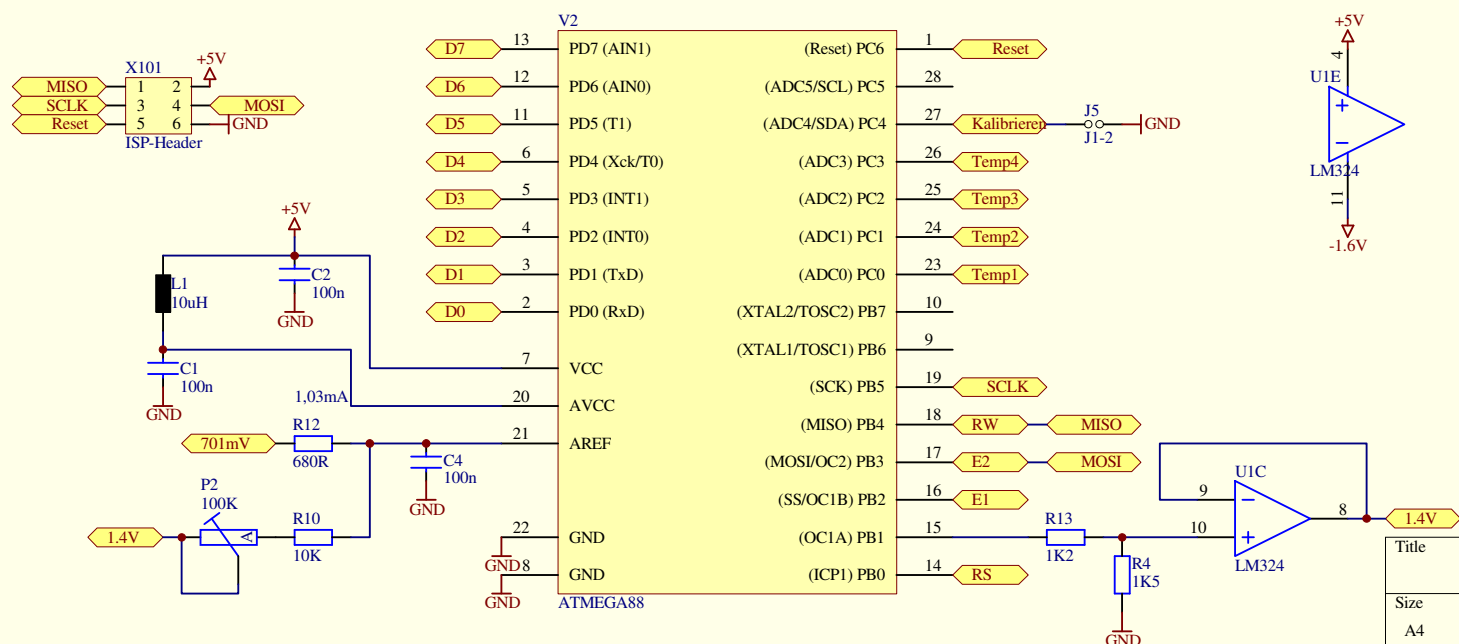 V2
D7 13 PD7 (AIN1) (Reset) PC6 1 Reset
D6 12 PD6 (AIN0) (ADC5/SCL) PC5 28
D5 11 PD5 (T1) (ADC4/SDA) PC4 27 Kalibrieren J5 GND
J1-2
D4 6 PD4 (Xck/T0) (ADC3) PC3 26 Temp4
D3 5 PD3 (INT1) (ADC2) PC2 25 Temp3
D2 4 PD2 (INT0) (ADC1) PC1 24 Temp2
D1 3 PD1 (TxD) (ADC0) PC0 23 Temp1
D0 2 PD0 (RxD) (XTAL2/TOSC2) PB7 10
(XTAL1/TOSC1) PB6 9
7 VCC
(SCK) PB5 19 SCLK
20 AVCC
(MISO) PB4 18 RW MISO
21 AREF
(MOSI/OC2) PB3 17 E2 MOSI
(SS/OC1B) PB2 16 E1
22 GND
(OC1A) PB1 15
8 GND
(ICP1) PB0 14 RS
ATMEGA88
X101
+5V
MISO 1 2
SCLK 3 4 MOSI
Reset 5 6 GND
ISP-Header
+5V
L1
10uH
C2
100n
GND
C1
100n
GND
1,03mA
701mV
R12
680R
C4
100n
GND
P2
100K
A
1.4V
R10
10K
GND
GND
+5V
4
U1E
+
−
LM324
11
-1.6V
R13
1K2
R4
1K5
GND
U1C
9 −
10 +
8
1.4V
LM324
Title
Size
A4